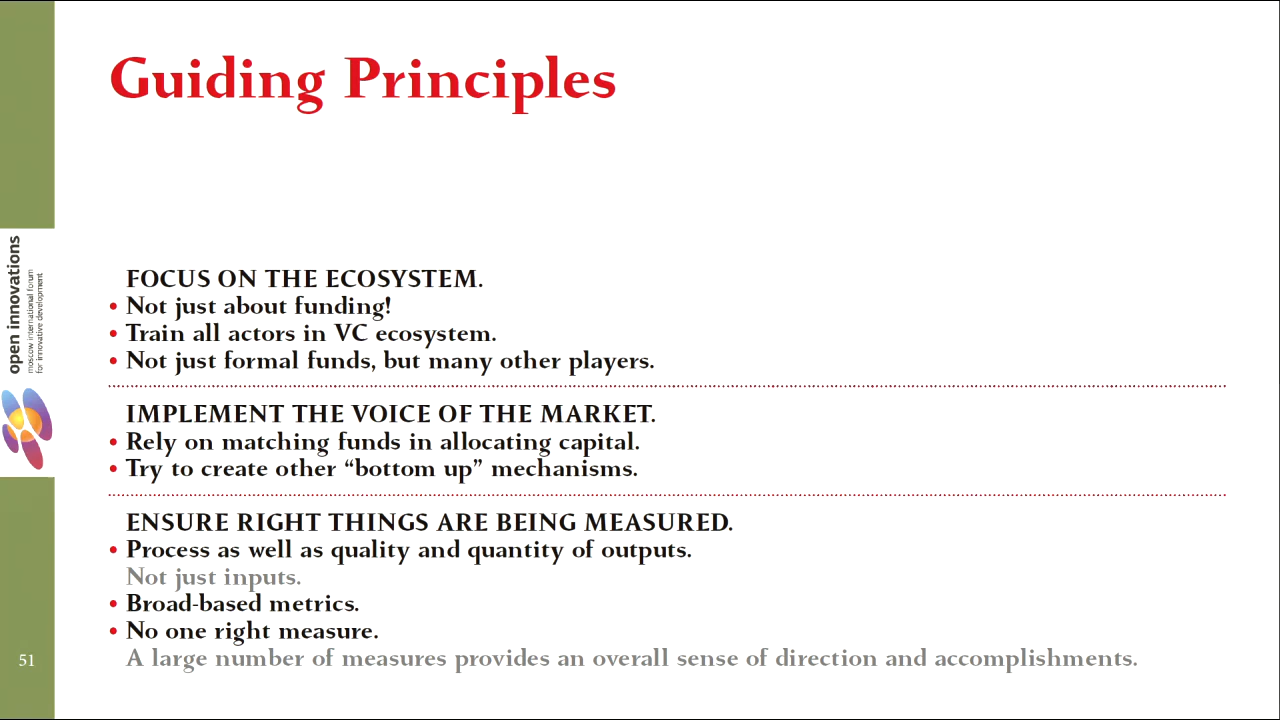 Guiding Principles
FOCUS ON THE ECOSYSTEM.
• Not just about funding!
• Train all actors in VC ecosystem.
• Not just formal funds, but many other players.
IMPLEMENT THE VOICE OF THE MARKET.
• Rely on matching funds in allocating capital.
• Try to create other “bottom up” mechanisms.
ENSURE RIGHT THINGS ARE BEING MEASURED.
• Process as well as quality and quantity of outputs.
Not just inputs.
• Broad-based metrics.
• No one right measure.
A large number of measures provides an overall sense of direction and accomplishments.
open innovations
moscow international forum
for innovative development
51